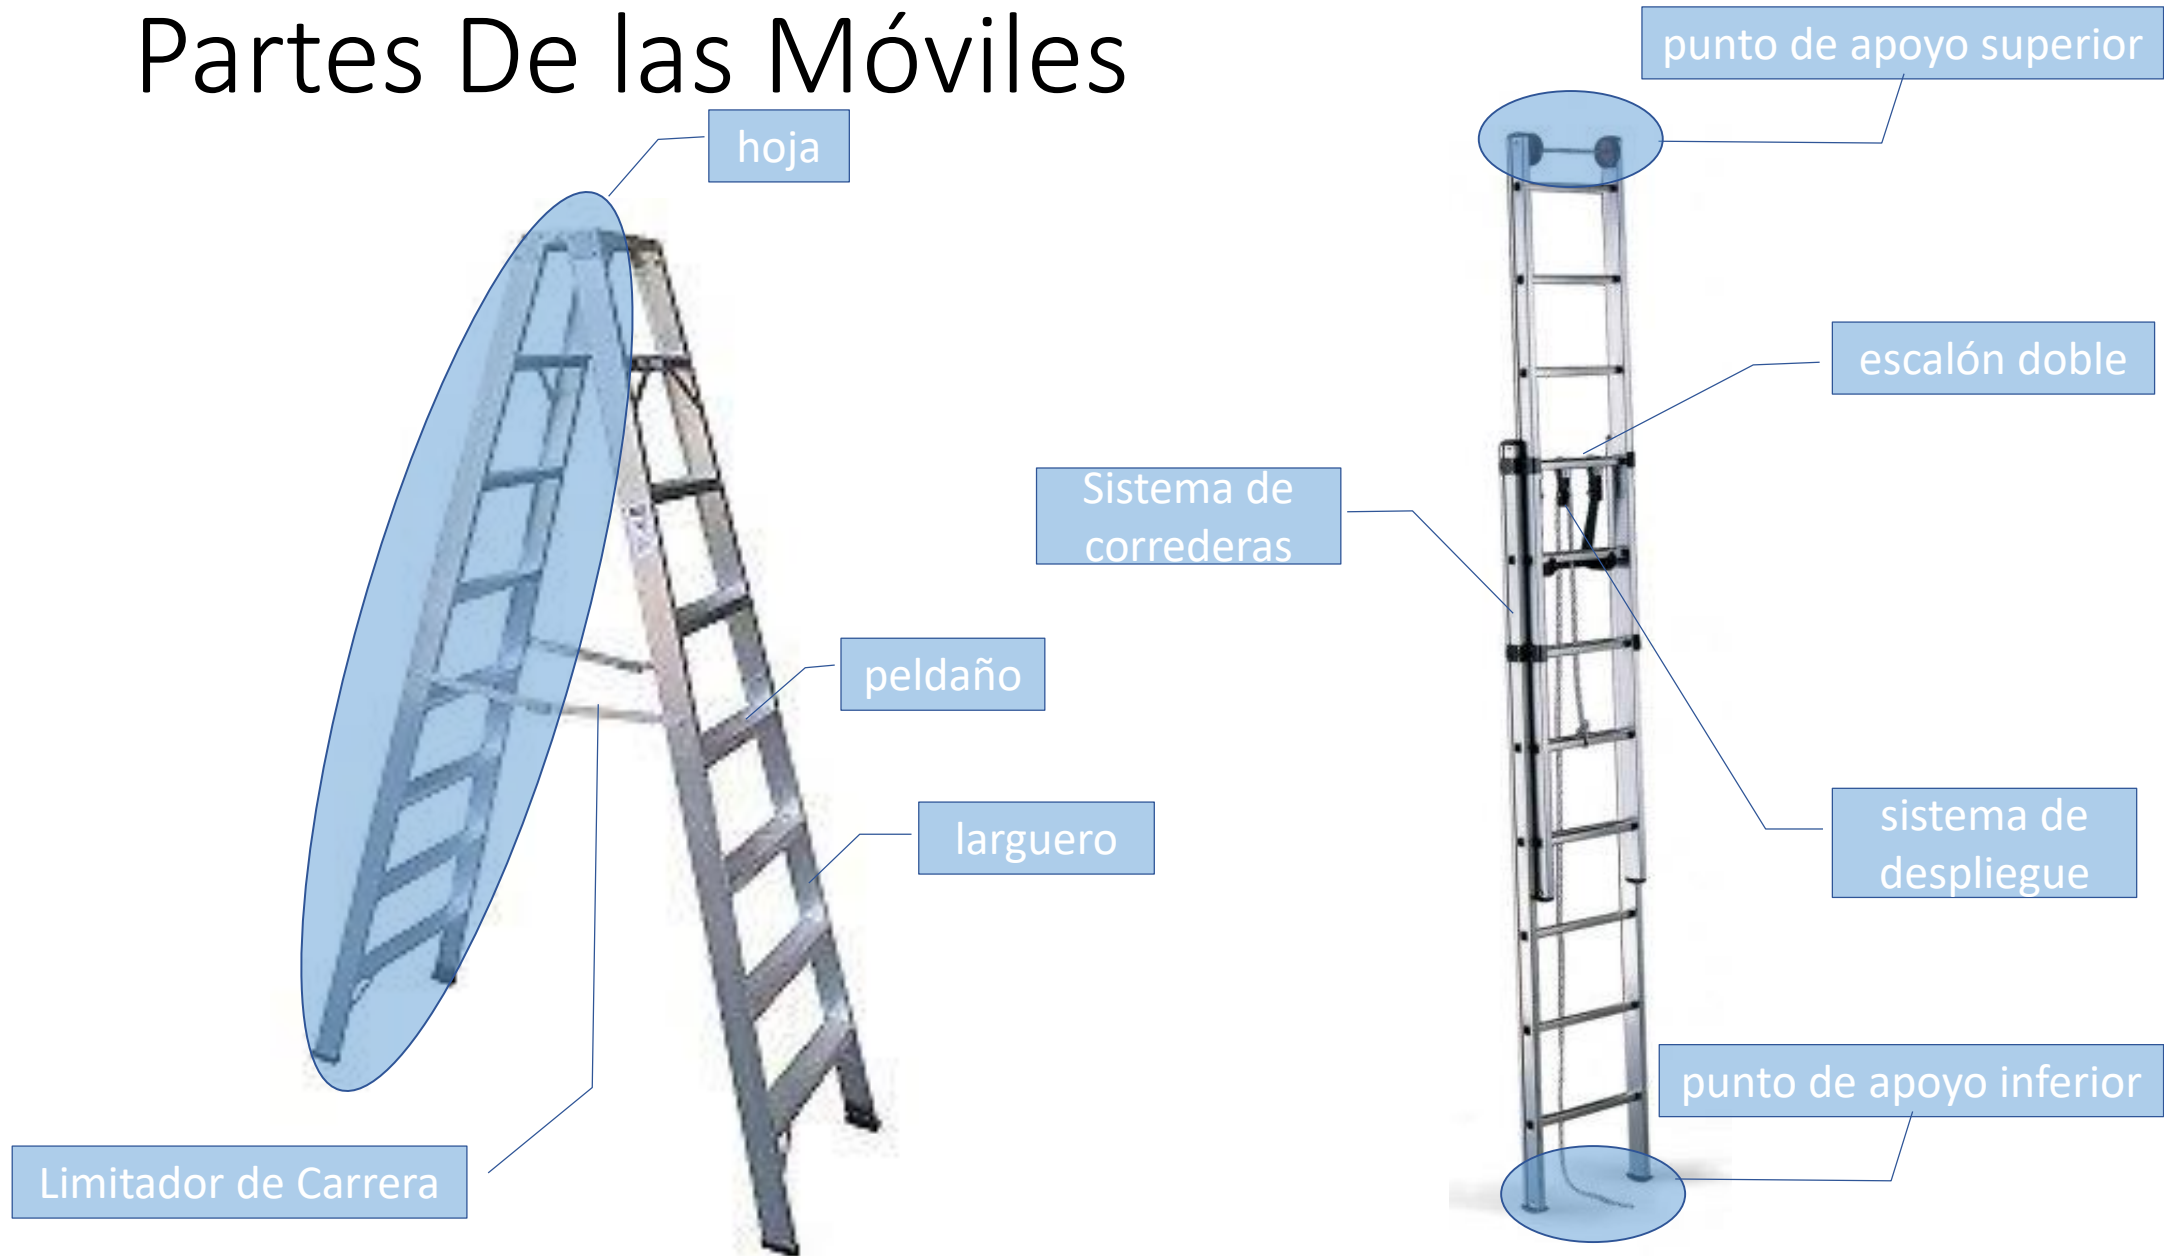 Partes De las Móviles
punto de apoyo superior
hoja
escalón doble
Sistema de
correderas
peldaño
larguero
sistema de
despliegue
punto de apoyo inferior
Limitador de Carrera